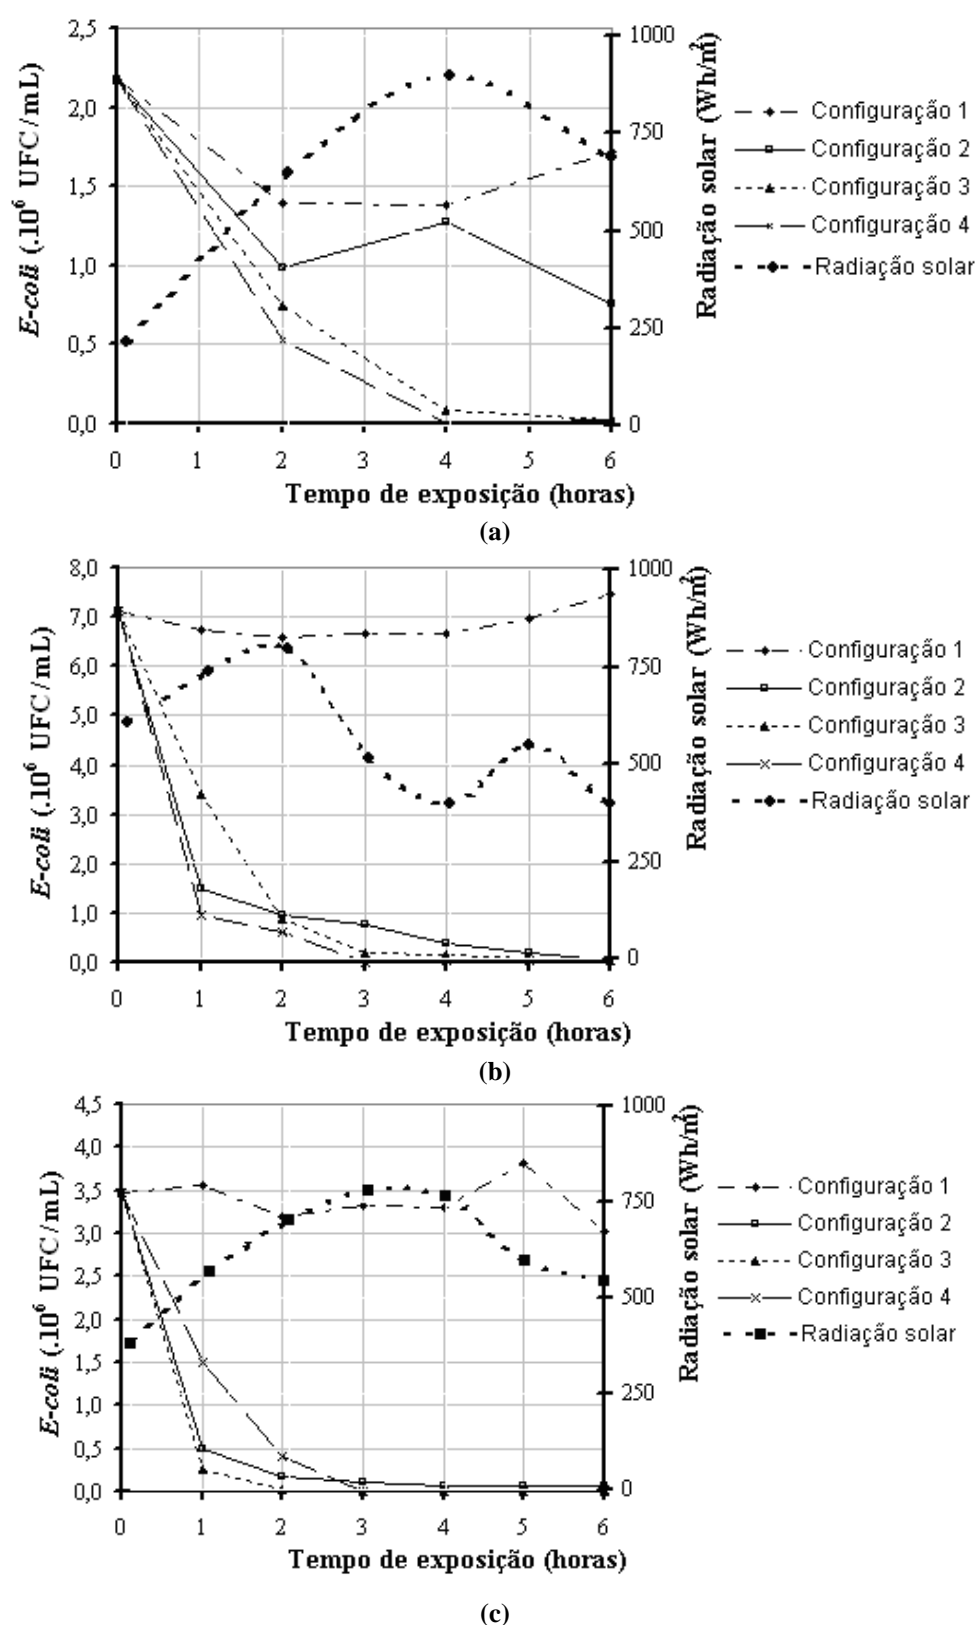 2,5
2,0
1,5
1,0
0,5
0,0
E-coli (.10⁶ UFC/mL)
0 1 2 3 4 5 6
Tempo de exposição (horas)
1000
750
500
250
0
Radiação solar (Wh/m²)
Configuração 1
Configuração 2
Configuração 3
Configuração 4
Radiação solar
(a)
8,0
7,0
6,0
5,0
4,0
3,0
2,0
1,0
0,0
E-coli (.10⁶ UFC/mL)
0 1 2 3 4 5 6
Tempo de exposição (horas)
1000
750
500
250
0
Radiação solar (Wh/m²)
Configuração 1
Configuração 2
Configuração 3
Configuração 4
Radiação solar
(b)
4,5
4,0
3,5
3,0
2,5
2,0
1,5
1,0
0,5
0,0
E-coli (.10⁶ UFC/mL)
0 1 2 3 4 5 6
Tempo de exposição (horas)
1000
750
500
250
0
Radiação solar (Wh/m²)
Configuração 1
Configuração 2
Configuração 3
Configuração 4
Radiação solar
(c)